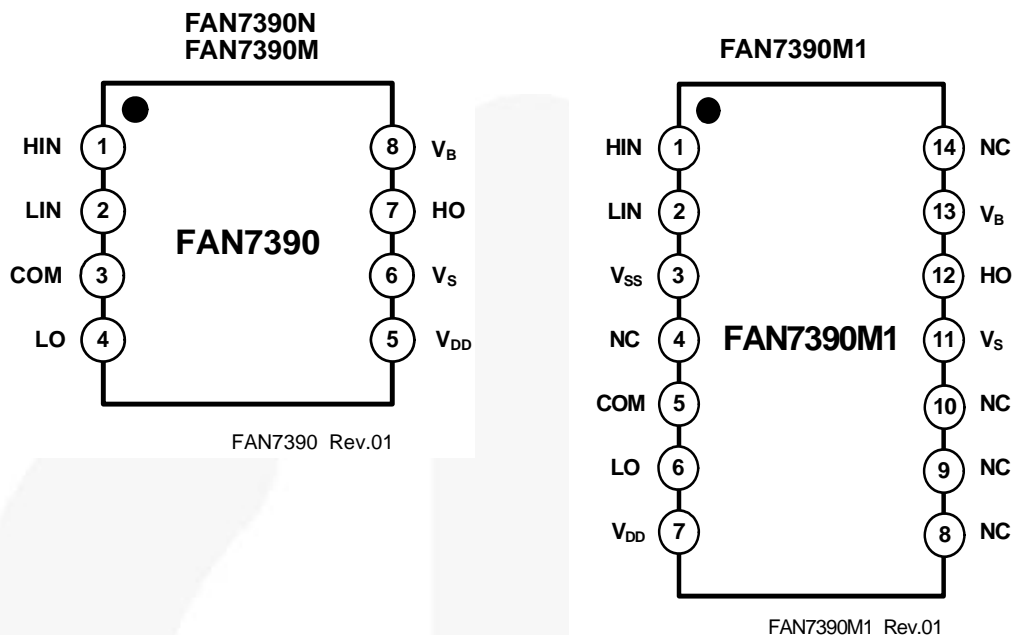 FAN7390N
FAN7390M
HIN 1
8 VB
LIN 2
7 HO
FAN7390
COM 3
6 VS
LO 4
5 VDD
FAN7390 Rev.01
FAN7390M1
HIN 1
14 NC
LIN 2
13 VB
VSS 3
12 HO
NC 4
FAN7390M1
11 VS
COM 5
10 NC
LO 6
9 NC
VDD 7
8 NC
FAN7390M1 Rev.01